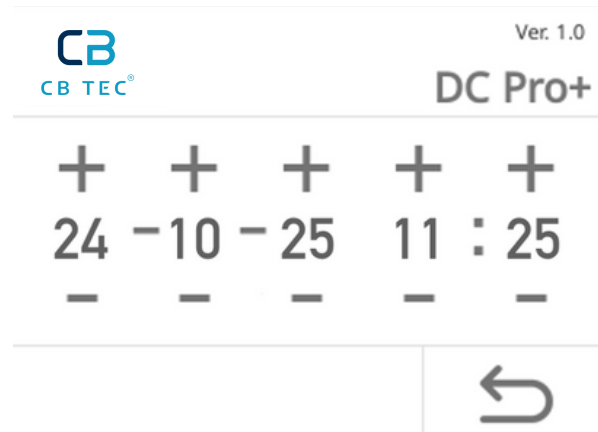 CB
Ver. 1.0
CB TEC®
DC Pro+
+ + + + +
24 - 10 - 25 11 : 25
- - - - -